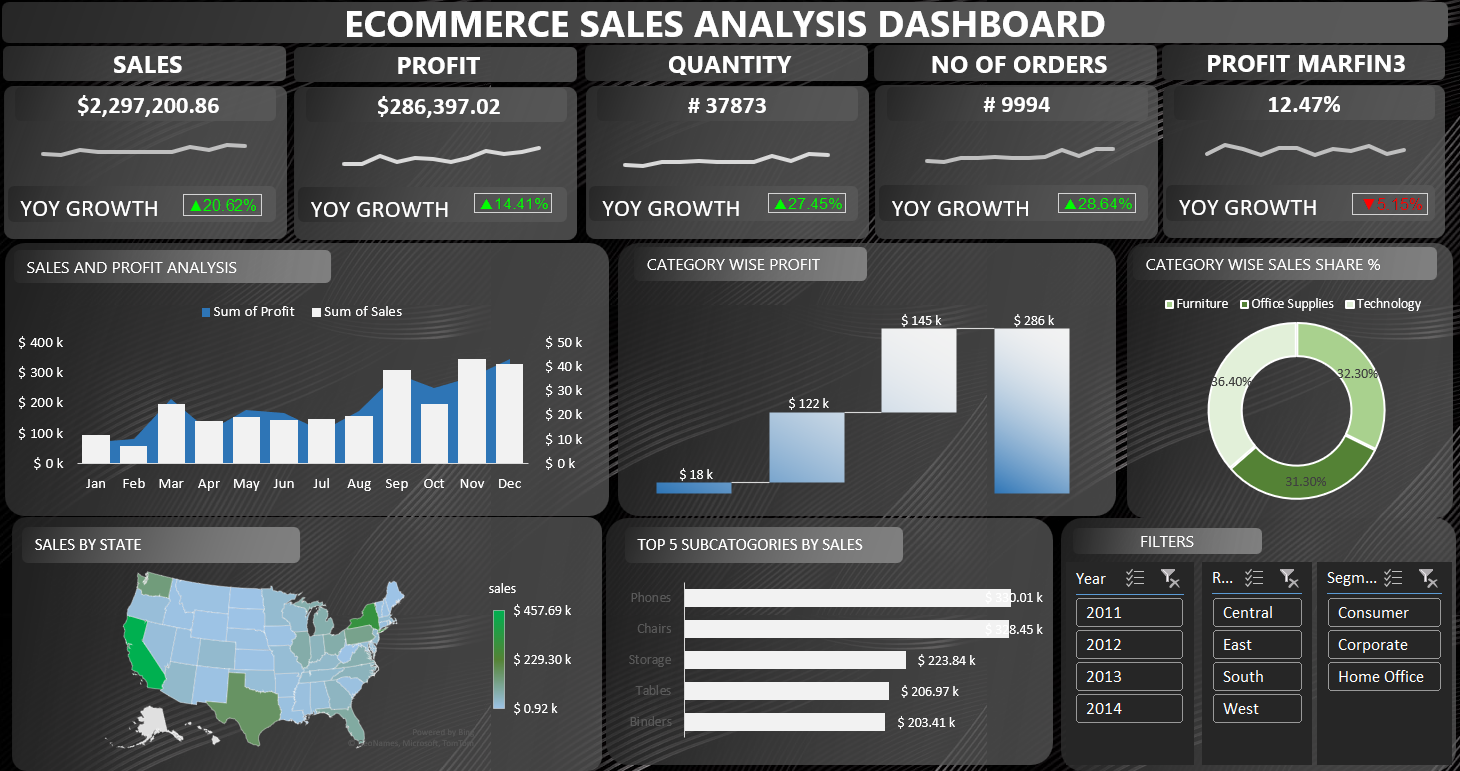 ECOMMERCE SALES ANALYSIS DASHBOARD
SALES
PROFIT
QUANTITY
NO OF ORDERS
PROFIT MARFIN3
$2,297,200.86
$286,397.02
# 37873
# 9994
12.47%
YOY GROWTH ▲20.62%
YOY GROWTH ▲14.41%
YOY GROWTH ▲27.45%
YOY GROWTH ▲28.64%
YOY GROWTH ▼5.15%
SALES AND PROFIT ANALYSIS
Sum of Profit Sum of Sales
$ 400 k
$ 300 k
$ 200 k
$ 100 k
$ 0 k
$ 50 k
$ 40 k
$ 30 k
$ 20 k
$ 10 k
$ 0 k
Jan Feb Mar Apr May Jun Jul Aug Sep Oct Nov Dec
CATEGORY WISE PROFIT
$ 18 k
$ 122 k
$ 145 k
$ 286 k
CATEGORY WISE SALES SHARE %
Furniture Office Supplies Technology
36.40%
32.30%
31.30%
SALES BY STATE
sales
$ 457.69 k
$ 229.30 k
$ 0.92 k
Powered by Bing
© GeoNames, Microsoft, TomTom
TOP 5 SUBCATOGORIES BY SALES
Phones $ 330.01 k
Chairs $ 328.45 k
Storage $ 223.84 k
Tables $ 206.97 k
Binders $ 203.41 k
FILTERS
Year
2011
2012
2013
2014
R...
Central
East
South
West
Segm...
Consumer
Corporate
Home Office